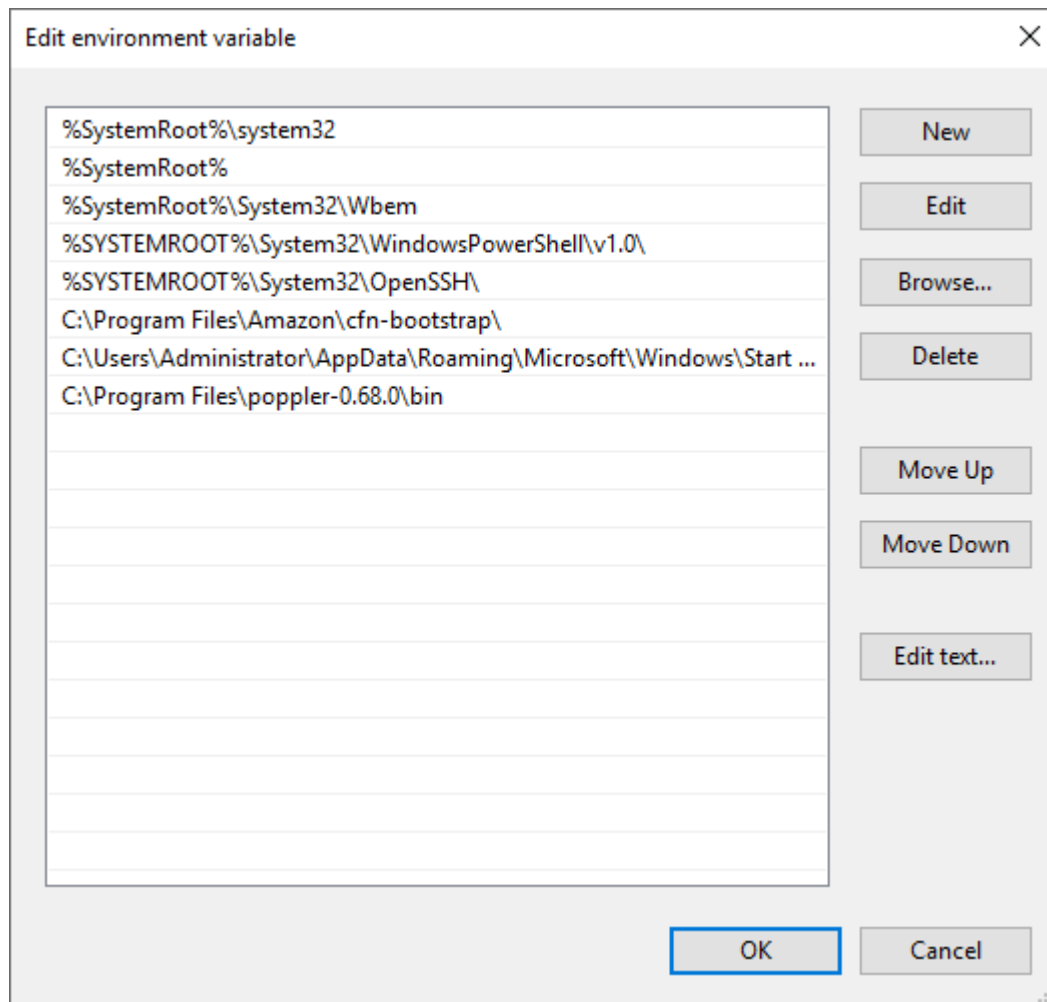 Edit environment variable
%SystemRoot%\system32
%SystemRoot%
%SystemRoot%\System32\Wbem
%SYSTEMROOT%\System32\WindowsPowerShell\v1.0\
%SYSTEMROOT%\System32\OpenSSH\
C:\Program Files\Amazon\cfn-bootstrap\
C:\Users\Administrator\AppData\Roaming\Microsoft\Windows\Start ...
C:\Program Files\poppler-0.68.0\bin
New
Edit
Browse...
Delete
Move Up
Move Down
Edit text...
OK
Cancel